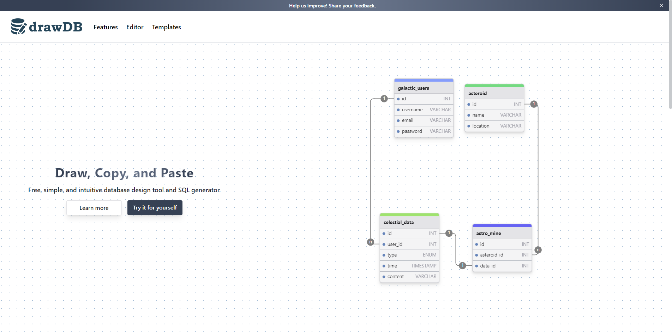 Help us improve! Share your feedback.
drawDB
Features Editor Templates
galactic_users
id INT
username VARCHAR
email VARCHAR
password VARCHAR
asteroid
id INT
name VARCHAR
location VARCHAR
Draw, Copy, and Paste
Free, simple, and intuitive database design tool and SQL generator.
Learn more Try it for yourself
celestial_data
id INT
user_id INT
type ENUM
time TIMESTAMP
content VARCHAR
astro_mine
id INT
asteroid_id INT
data_id INT